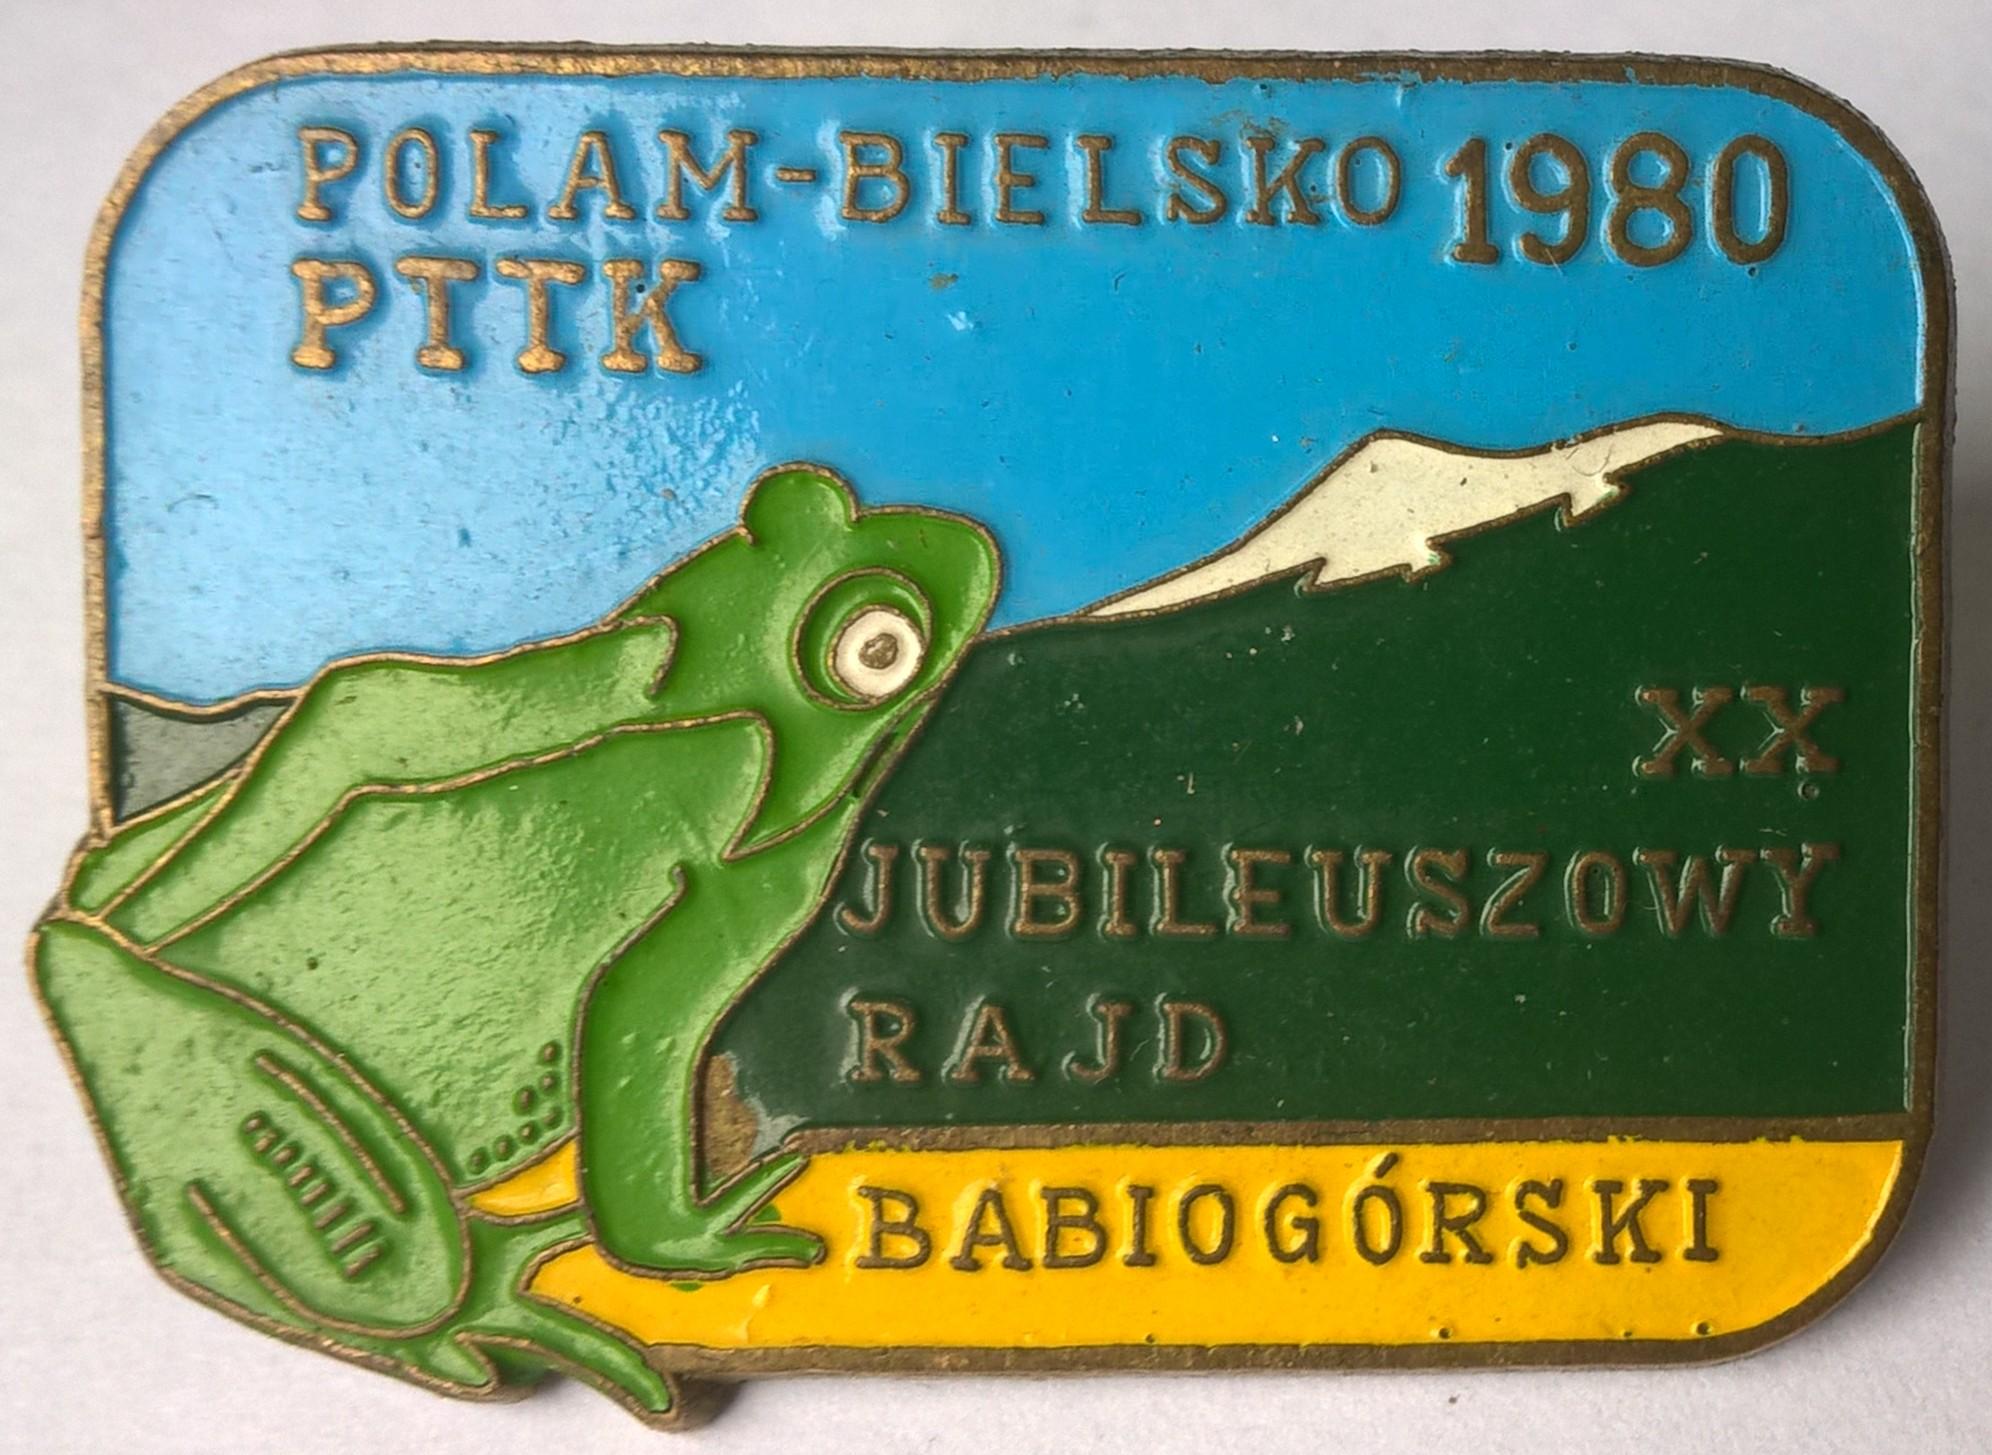 POLAM-BIELSKO 1980
PTTK
XX
JUBILEUSZOWY
RAJD
BABIOGÓRSKI